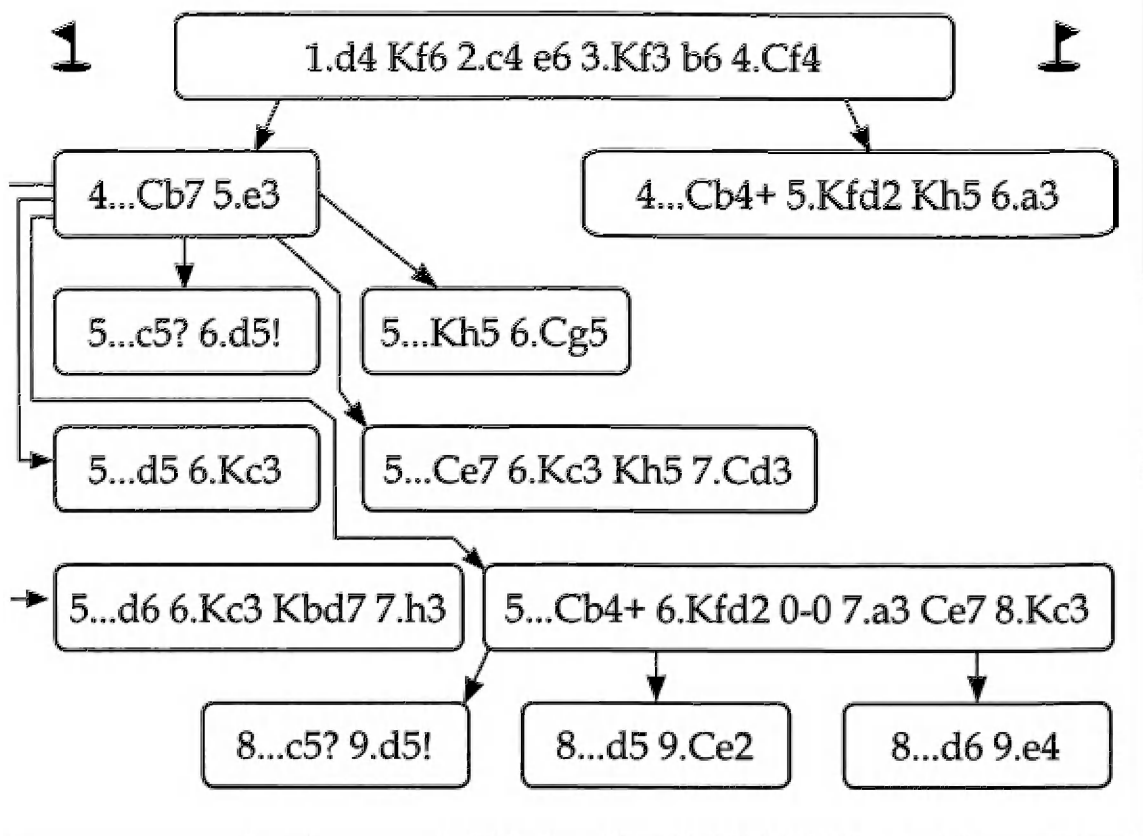 1.d4 Kf6 2.c4 e6 3.Kf3 b6 4.Cf4
4...Cb7 5.e3
4...Cb4+ 5.Kfd2 Kh5 6.a3
5...c5? 6.d5!
5...Kh5 6.Cg5
5...d5 6.Kc3
5...Ce7 6.Kc3 Kh5 7.Cd3
5...d6 6.Kc3 Kbd7 7.h3
5...Cb4+ 6.Kfd2 0-0 7.a3 Ce7 8.Kc3
8...c5? 9.d5!
8...d5 9.Ce2
8...d6 9.e4